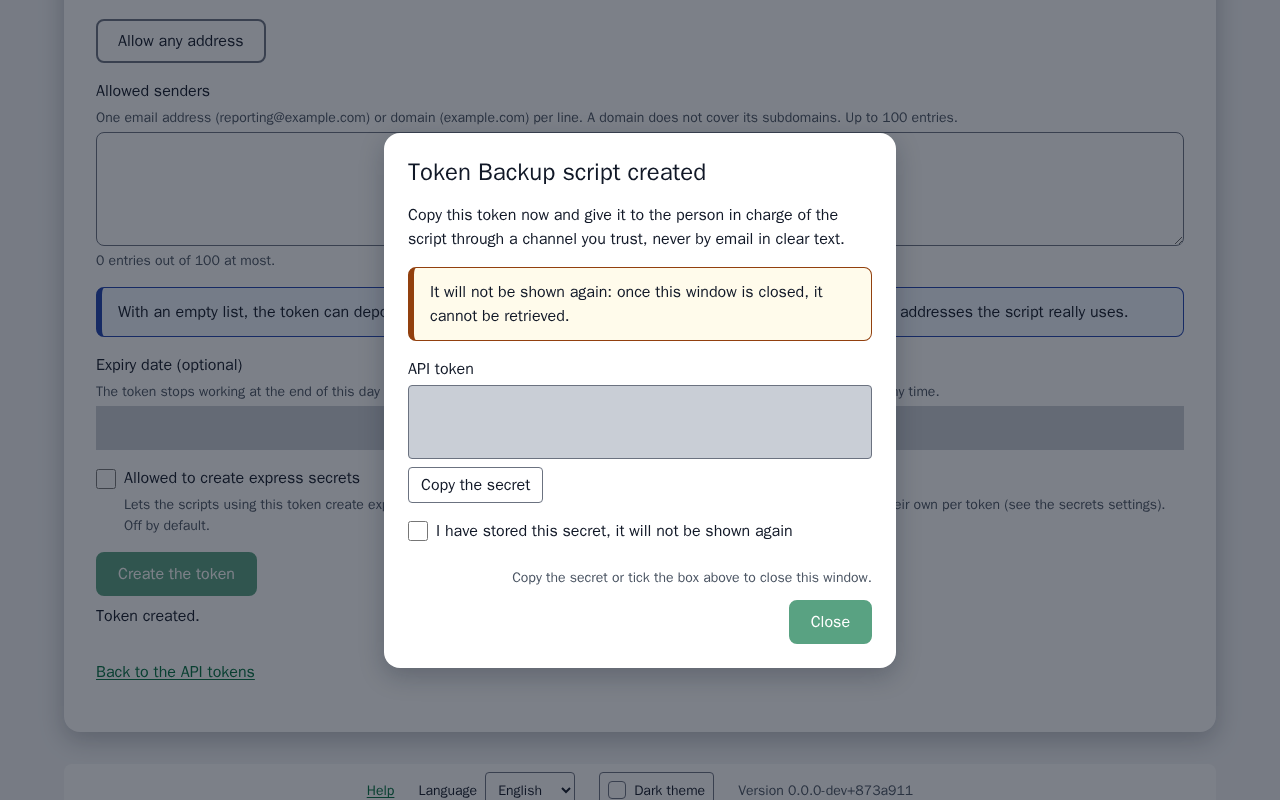 Allow any address
Allowed senders
One email address (reporting@example.com) or domain (example.com) per line. A domain does not cover its subdomains. Up to 100 entries.
0 entries out of 100 at most.
With an empty list, the token can depo
addresses the script really uses.
Expiry date (optional)
The token stops working at the end of this day
y time.
Allowed to create express secrets
Lets the scripts using this token create exp
eir own per token (see the secrets settings).
Off by default.
Create the token
Token created.
Back to the API tokens
Token Backup script created
Copy this token now and give it to the person in charge of the
script through a channel you trust, never by email in clear text.
It will not be shown again: once this window is closed, it
cannot be retrieved.
API token
Copy the secret
I have stored this secret, it will not be shown again
Copy the secret or tick the box above to close this window.
Close
Help Language English Dark theme Version 0.0.0-dev+873a911